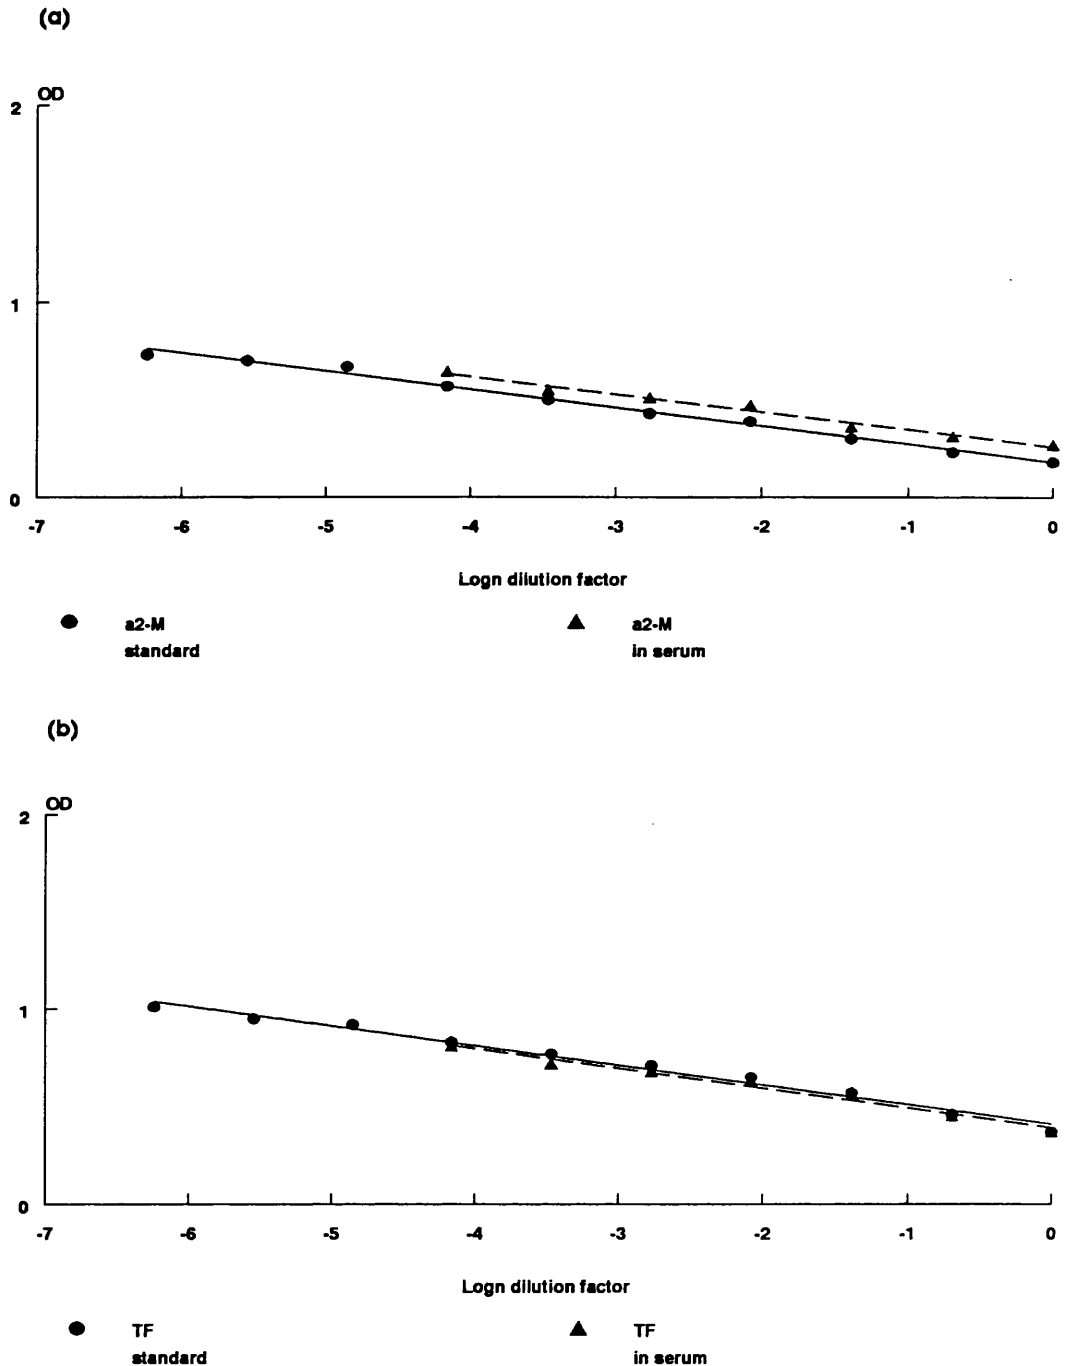 (a)
OD
2
1
0
-7 -6 -5 -4 -3 -2 -1 0
Logn dilution factor
a2-M a2-M
standard in serum
(b)
OD
2
1
0
-7 -6 -5 -4 -3 -2 -1 0
Logn dilution factor
TF TF
standard in serum